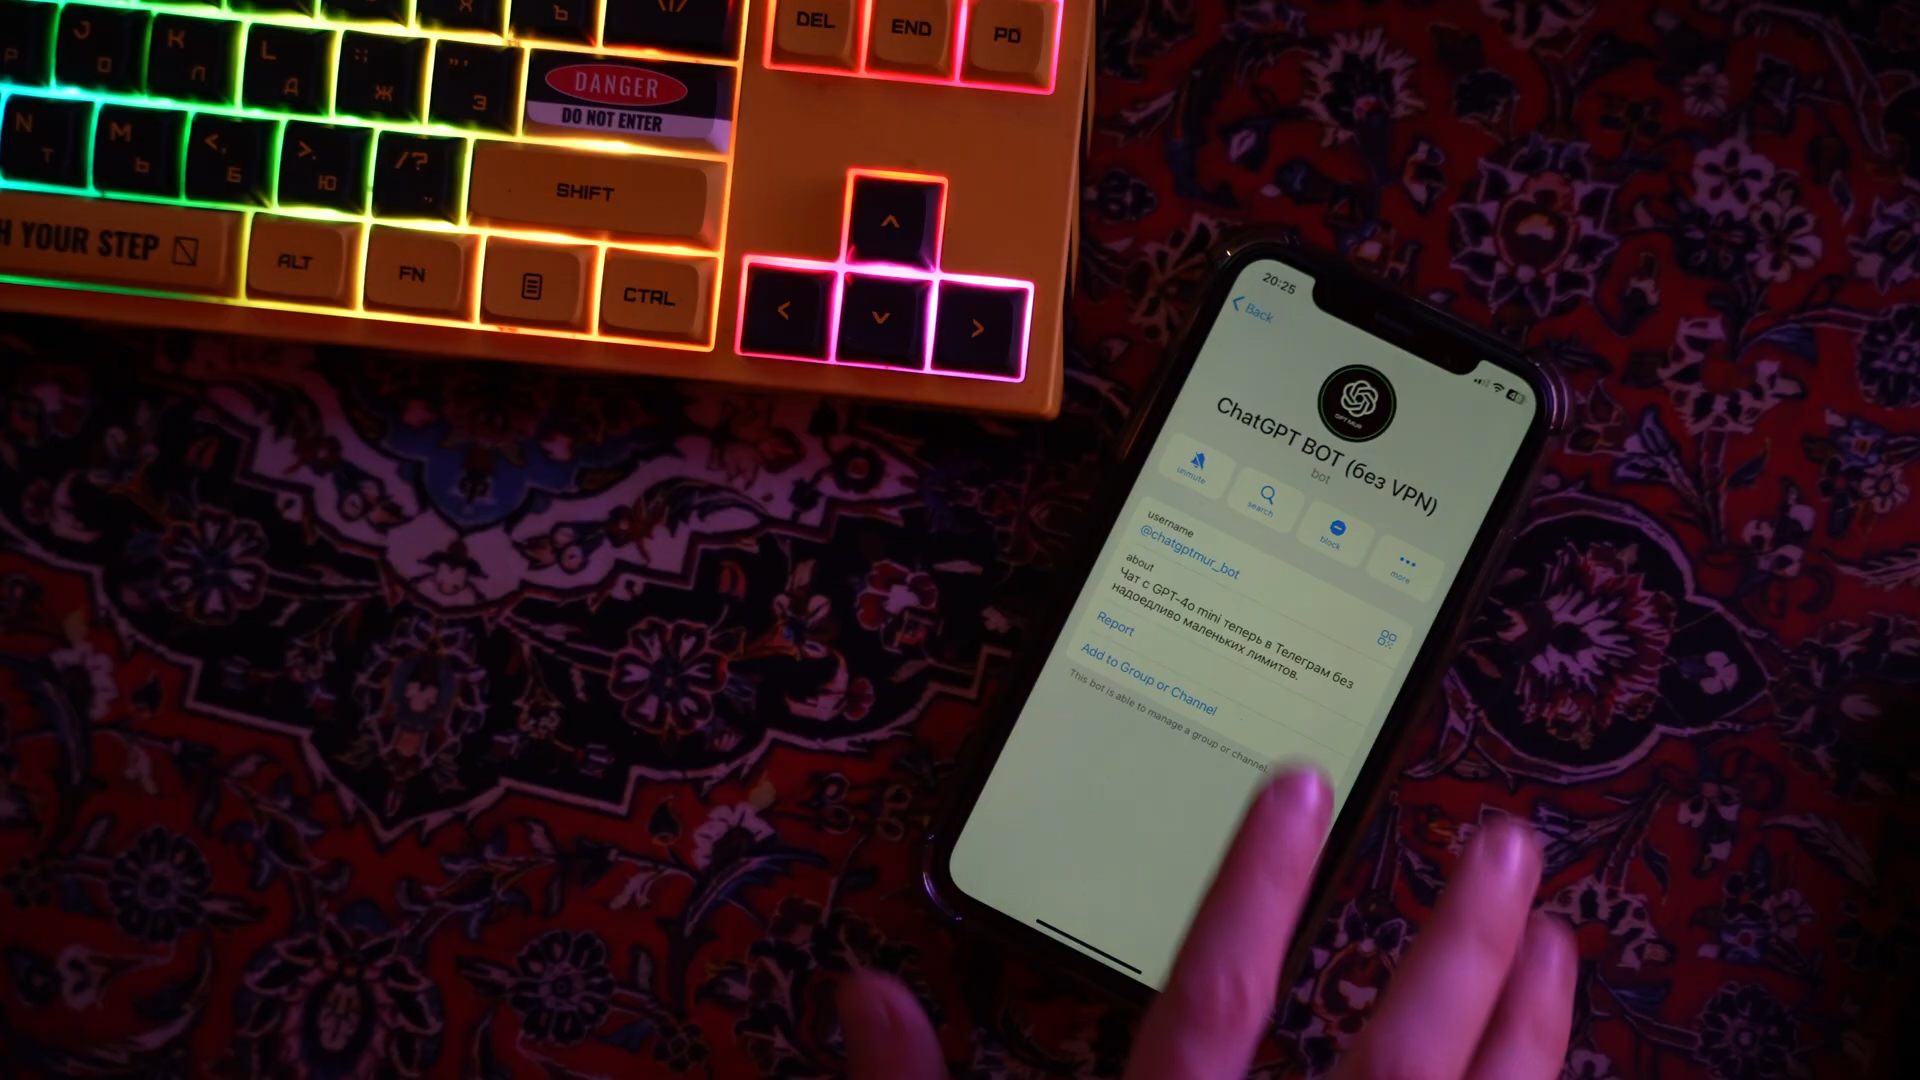 Ъ
\ |
DEL
END
PD
Р
J О
K Л
L Д
: ; Ж
" ' З
DANGER
DO NOT ENTER
N Т
M Ь
< , Б
> . Ю
/ ?
SHIFT
H YOUR STEP
ALT
FN
CTRL
^
<
v
>
20:25
Back
GPT MUR
ChatGPT BOT (без VPN)
bot
unmute
search
block
more
username
@chatgptmur_bot
about
Чат с GPT-4o mini теперь в Телеграм без
надоедливо маленьких лимитов.
Report
Add to Group or Channel
This bot is able to manage a group or channel.